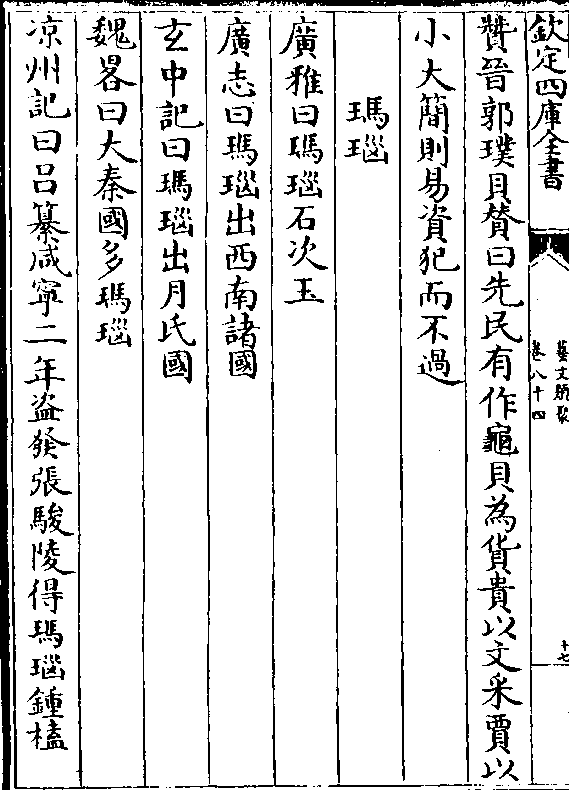 欽定四庫全書
藝文類聚
卷八十四
十七
贊晉郭璞貝贊曰先民有作龜貝為貨貴以文采賈以
小大簡則易資犯而不過
瑪瑙
廣雅曰瑪瑙石次玉
廣志曰瑪瑙出西南諸國
玄中記曰瑪瑙出月氏國
魏畧曰大秦國多瑪瑙
凉州記曰呂纂咸寧二年盜發張駿陵得瑪瑙鍾榼